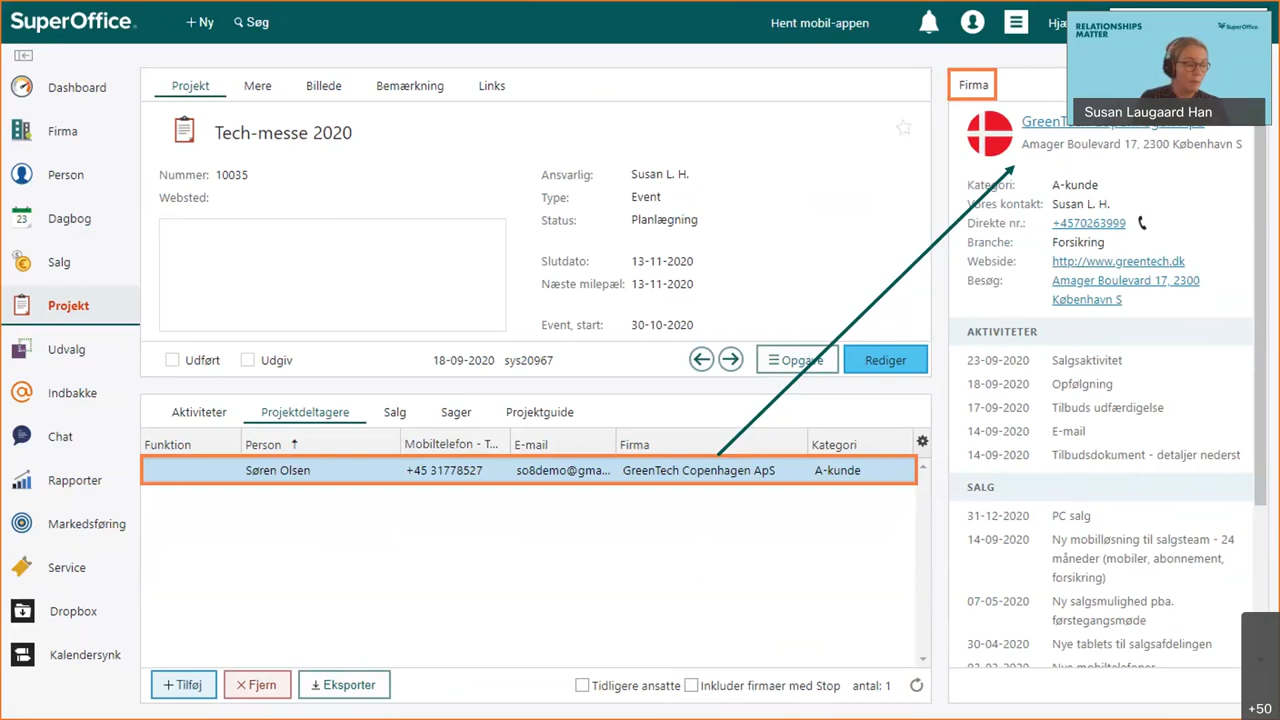 SuperOffice.
+ Ny
Søg
Hent mobil-appen
RELATIONSHIPS
MATTER
SuperOffice
Susan Laugaard Han
Dashboard
Firma
Person
23
Dagbog
Salg
Projekt
Udvalg
Indbakke
Chat
Rapporter
Markedsføring
Service
Dropbox
Kalendersynk
Projekt
Mere
Billede
Bemærkning
Links
Tech-messe 2020
Nummer: 10035
Websted:
Ansvarlig: Susan L. H.
Type: Event
Status: Planlægning
Slutdato: 13-11-2020
Næste milepæl: 13-11-2020
Event, start: 30-10-2020
Udført
Udgiv
18-09-2020 sys20967
Opgave
Rediger
Aktiviteter
Projektdeltagere
Salg
Sager
Projektguide
Funktion
Person
Mobiltelefon - T...
E-mail
Firma
Kategori
Søren Olsen
+45 31778527
so8demo@gma...
GreenTech Copenhagen ApS
A-kunde
+ Tilføj
Fjern
Eksporter
Tidligere ansatte
Inkluder firmaer med Stop
antal: 1
Firma
Amager Boulevard 17, 2300 København S
Kategori: A-kunde
Vores kontakt: Susan L. H.
Direkte nr.: +4570263999
Branche: Forsikring
Webside: http://www.greentech.dk
Besøg: Amager Boulevard 17, 2300
København S
AKTIVITETER
23-09-2020 Salgsaktivitet
18-09-2020 Opfølgning
17-09-2020 Tilbuds udfærdigelse
14-09-2020 E-mail
14-09-2020 Tilbudsdokument - detaljer nederst
SALG
31-12-2020 PC salg
14-09-2020 Ny mobilløsning til salgsteam - 24
måneder (mobiler, abonnement,
forsikring)
07-05-2020 Ny salgsmulighed pba.
førstegangsmøde
30-04-2020 Nye tablets til salgsafdelingen
Nye mobiltelefoner
+50